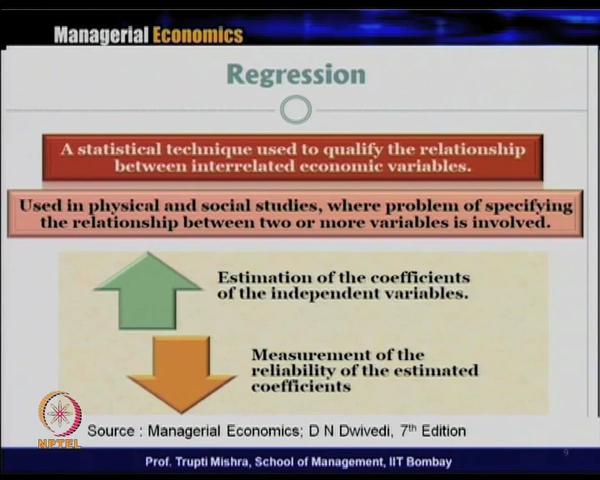 Managerial Economics
Regression
A statistical technique used to qualify the relationship
between interrelated economic variables.
Used in physical and social studies, where problem of specifying
the relationship between two or more variables is involved.
Estimation of the coefficients
of the independent variables.
Measurement of the
reliability of the estimated
coefficients
NPTEL
Source : Managerial Economics; D N Dwivedi, 7th Edition
9
Prof. Trupti Mishra, School of Management, IIT Bombay